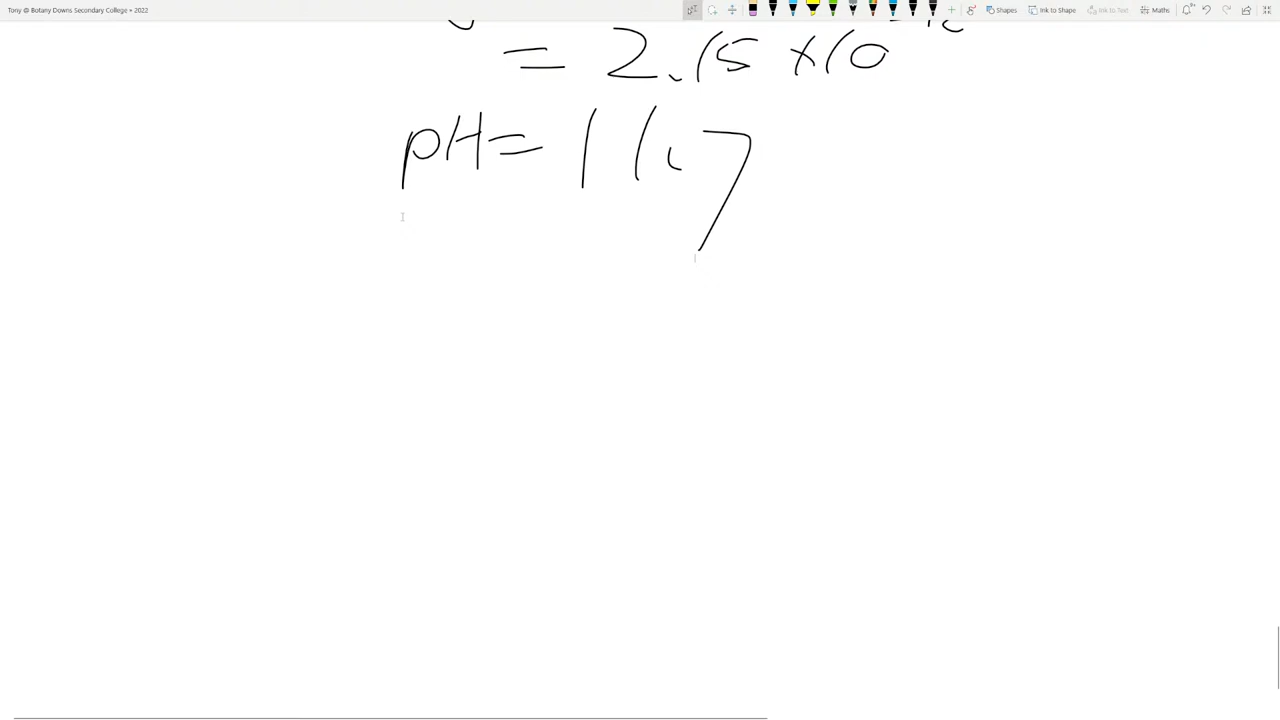 Tony @ Botany Downs Secondary College » 2022
Shapes Ink to Shape Ink to Text Maths
= 2.15 x10
pH= 11.7